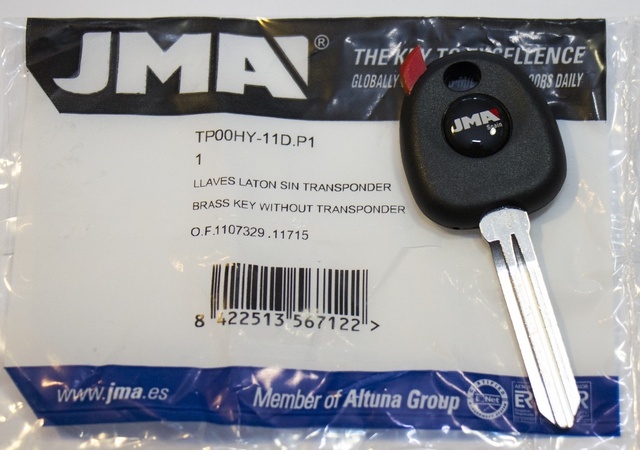 JMA®
THE KEY TO EXCELLENCE
GLOBALLY DAILY
TP00HY-11D.P1
1
LLAVES LATON SIN TRANSPONDER
BRASS KEY WITHOUT TRANSPONDER
O.F.1107329.11715
8 422513 567122 >
JMA
Spain
www.jma.es
Member of Altuna Group